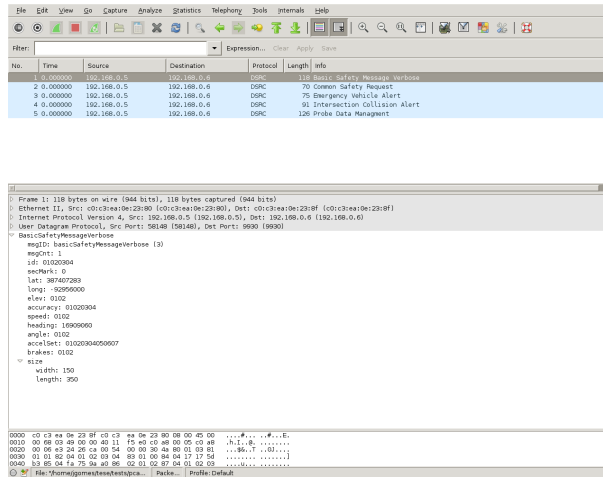 File Edit View Go Capture Analyze Statistics Telephony Tools Internals Help
Filter: Expression... Clear Apply Save
No. Time Source Destination Protocol Length Info
1 0.000000 192.168.0.5 192.168.0.6 DSRC 118 Basic Safety Message Verbose
2 0.000000 192.168.0.5 192.168.0.6 DSRC 70 Common Safety Request
3 0.000000 192.168.0.5 192.168.0.6 DSRC 75 Emergency Vehicle Alert
4 0.000000 192.168.0.5 192.168.0.6 DSRC 91 Intersection Collision Alert
5 0.000000 192.168.0.5 192.168.0.6 DSRC 126 Probe Data Managment
Frame 1: 118 bytes on wire (944 bits), 118 bytes captured (944 bits)
Ethernet II, Src: c0:c3:ea:0e:23:80 (c0:c3:ea:0e:23:80), Dst: c0:c3:ea:0e:23:8f (c0:c3:ea:0e:23:8f)
Internet Protocol Version 4, Src: 192.168.0.5 (192.168.0.5), Dst: 192.168.0.6 (192.168.0.6)
User Datagram Protocol, Src Port: 58148 (58148), Dst Port: 9930 (9930)
BasicSafetyMessageVerbose
msgID: basicSafetyMessageVerbose (3)
msgCnt: 1
id: 01020304
secMark: 0
lat: 387407283
long: -92956000
elev: 0102
accuracy: 01020304
speed: 0102
heading: 16909060
angle: 0102
accelSet: 01020304050607
brakes: 0102
size
width: 150
length: 350
0000 c0 c3 ea 0e 23 8f c0 c3 ea 0e 23 80 08 00 45 00 ....#... ..#...E.
0010 00 68 03 49 00 00 40 11 f5 e0 c0 a8 00 05 c0 a8 .h.I..@. ........
0020 00 06 e3 24 26 ca 00 54 00 00 30 4a 80 01 03 81 ...$&..T ..0J....
0030 01 01 82 04 01 02 03 04 83 01 00 84 04 17 17 5d ........ .......]
0040 b3 85 04 fa 75 9a a0 86 02 01 02 87 04 01 02 03 ....u... ........
File: "/home/jgomes/tese/tests/pca... Packe... Profile: Default